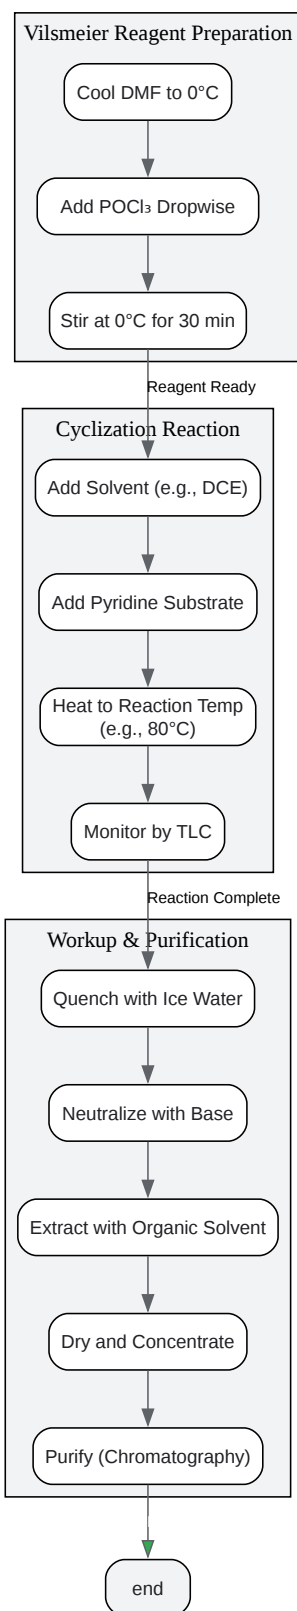 Vilsmeier Reagent Preparation
Cool DMF to 0°C
Add POCl₃ Dropwise
Stir at 0°C for 30 min
Reagent Ready
Cyclization Reaction
Add Solvent (e.g., DCE)
Add Pyridine Substrate
Heat to Reaction Temp
(e.g., 80°C)
Monitor by TLC
Reaction Complete
Workup & Purification
Quench with Ice Water
Neutralize with Base
Extract with Organic Solvent
Dry and Concentrate
Purify (Chromatography)
end